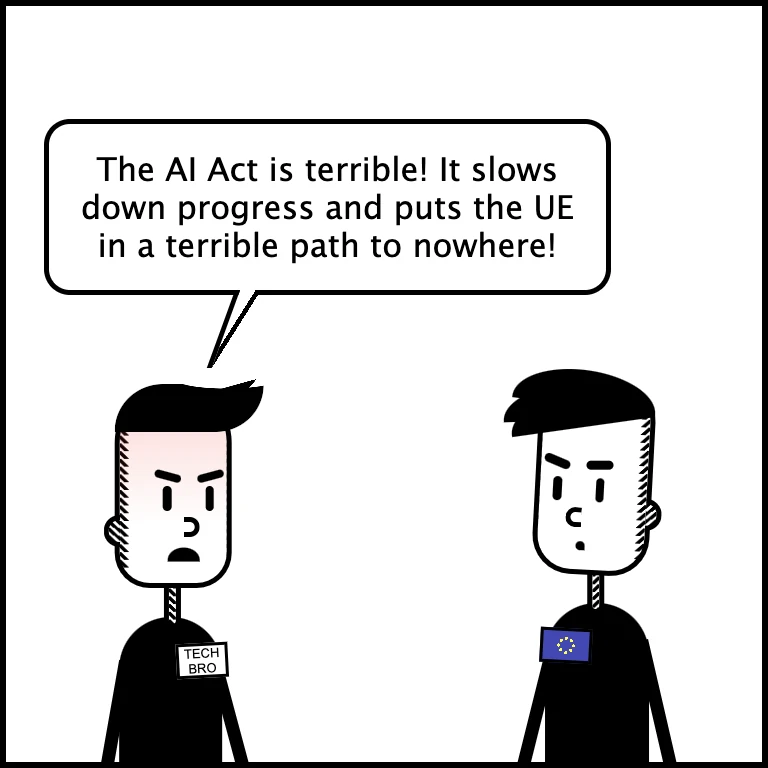 The AI Act is terrible! It slows
down progress and puts the UE
in a terrible path to nowhere!
TECH
BRO